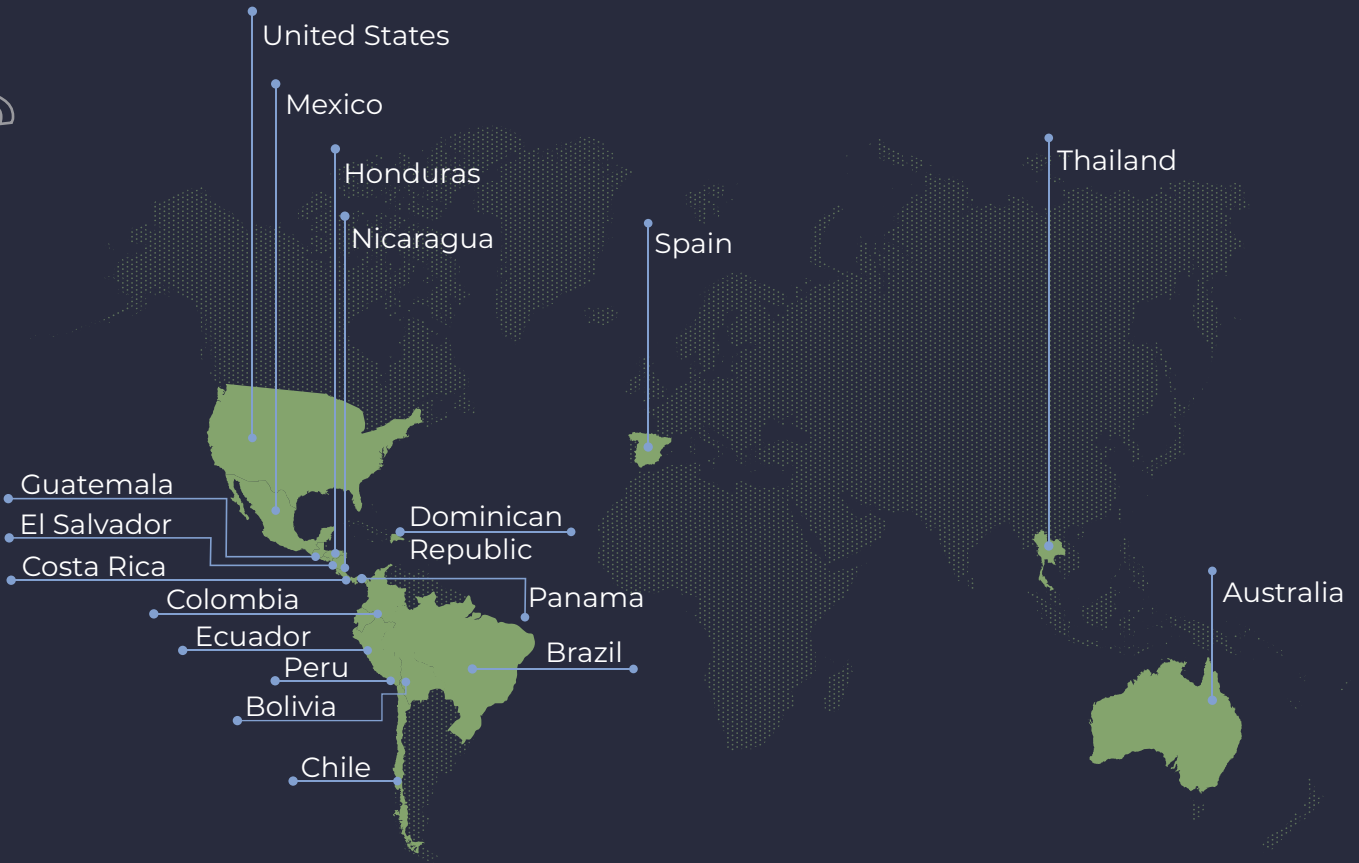 United States
Mexico
Honduras
Thailand
Nicaragua
Spain
Guatemala
El Salvador
Dominican
Republic
Costa Rica
Colombia
Panama
Australia
Ecuador
Brazil
Peru
Bolivia
Chile